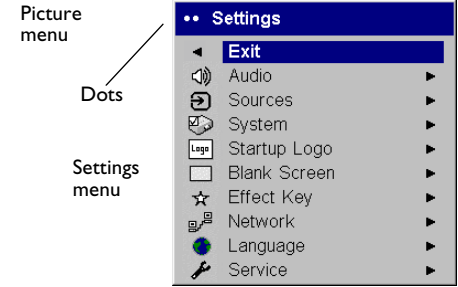 Picture
menu
Dots
Settings
menu
•• Settings
Exit
Audio
Sources
System
Logo Startup Logo
Blank Screen
Effect Key
Network
Language
Service